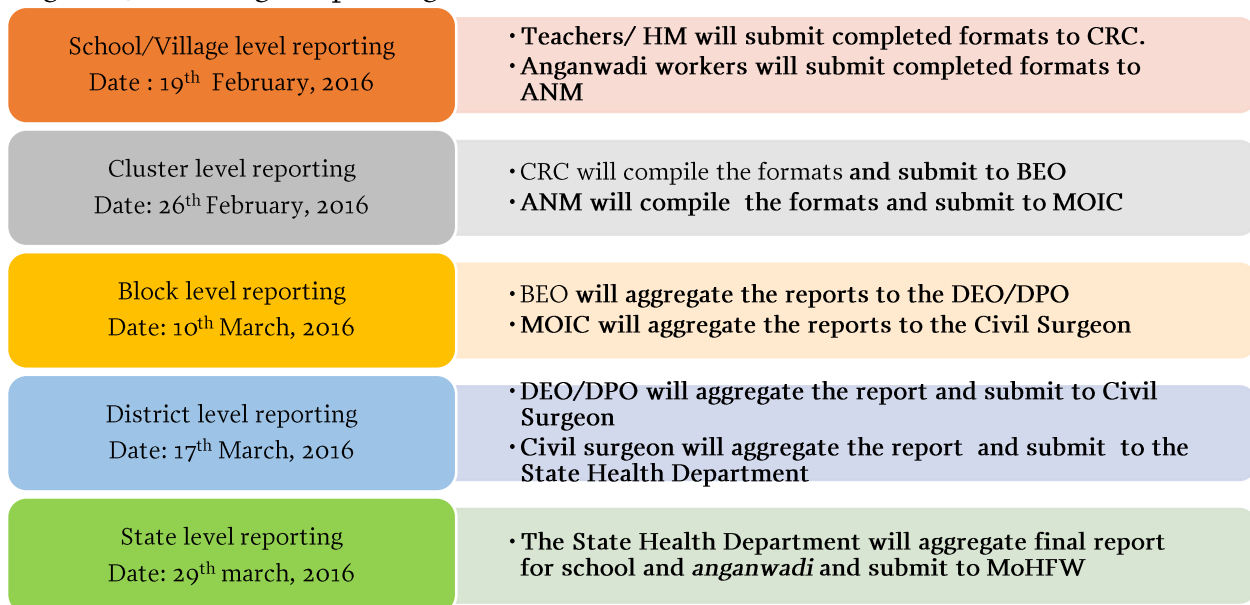 School/Village level reporting
Date : 19th February, 2016
• Teachers/ HM will submit completed formats to CRC.
• Anganwadi workers will submit completed formats to
ANM
Cluster level reporting
Date: 26th February, 2016
• CRC will compile the formats and submit to BEO
• ANM will compile the formats and submit to MOIC
Block level reporting
Date: 10th March, 2016
• BEO will aggregate the reports to the DEO/DPO
• MOIC will aggregate the reports to the Civil Surgeon
District level reporting
Date: 17th March, 2016
• DEO/DPO will aggregate the report and submit to Civil
Surgeon
• Civil surgeon will aggregate the report and submit to the
State Health Department
State level reporting
Date: 29th march, 2016
• The State Health Department will aggregate final report
for school and anganwadi and submit to MoHFW